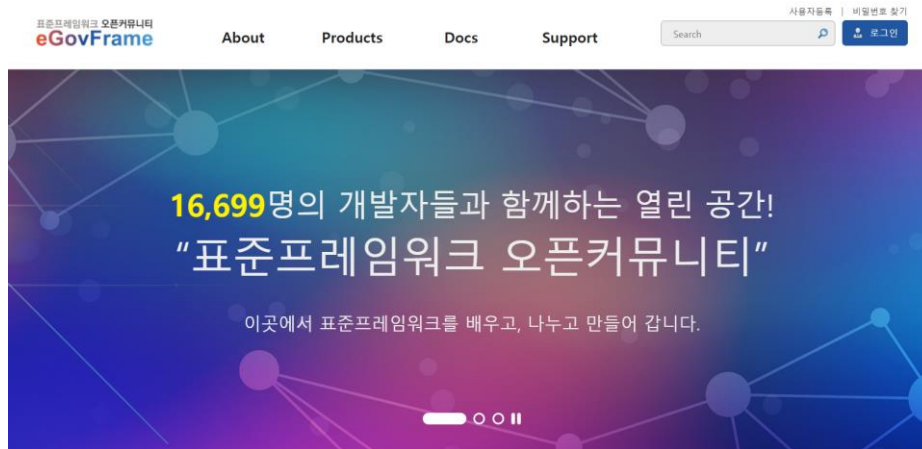 사용자등록 | 비밀번호 찾기
표준프레임워크 오픈커뮤니티
eGovFrame
About Products Docs Support Search 로그인
16,699명의 개발자들과 함께하는 열린 공간!
“표준프레임워크 오픈커뮤니티”
이곳에서 표준프레임워크를 배우고, 나누고 만들어 갑니다.